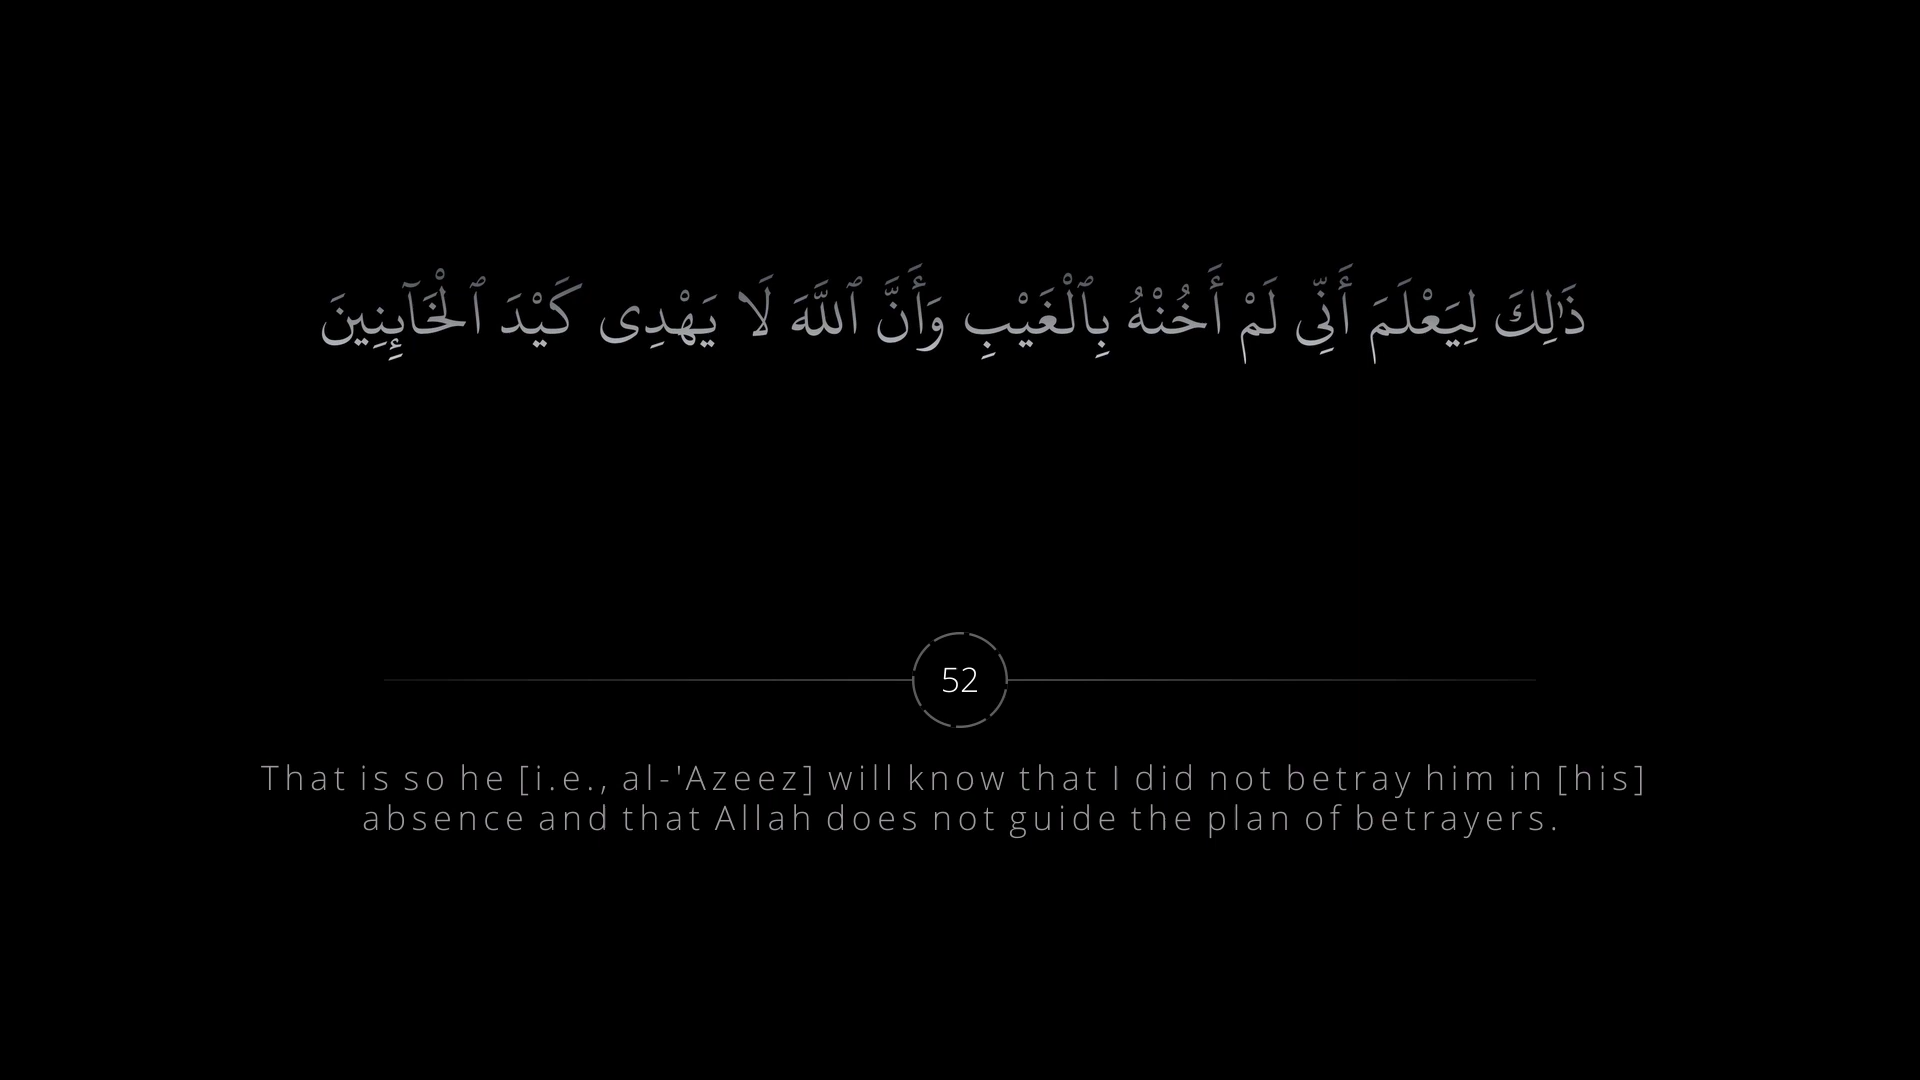 ذَٰلِكَ لِيَعْلَمَ أَنِّى لَمْ أَخُنْهُ بِٱلْغَيْبِ وَأَنَّ ٱللَّهَ لَا يَهْدِى كَيْدَ ٱلْخَآئِنِينَ
52
That is so he [i.e., al-'Azeez] will know that I did not betray him in [his]
absence and that Allah does not guide the plan of betrayers.